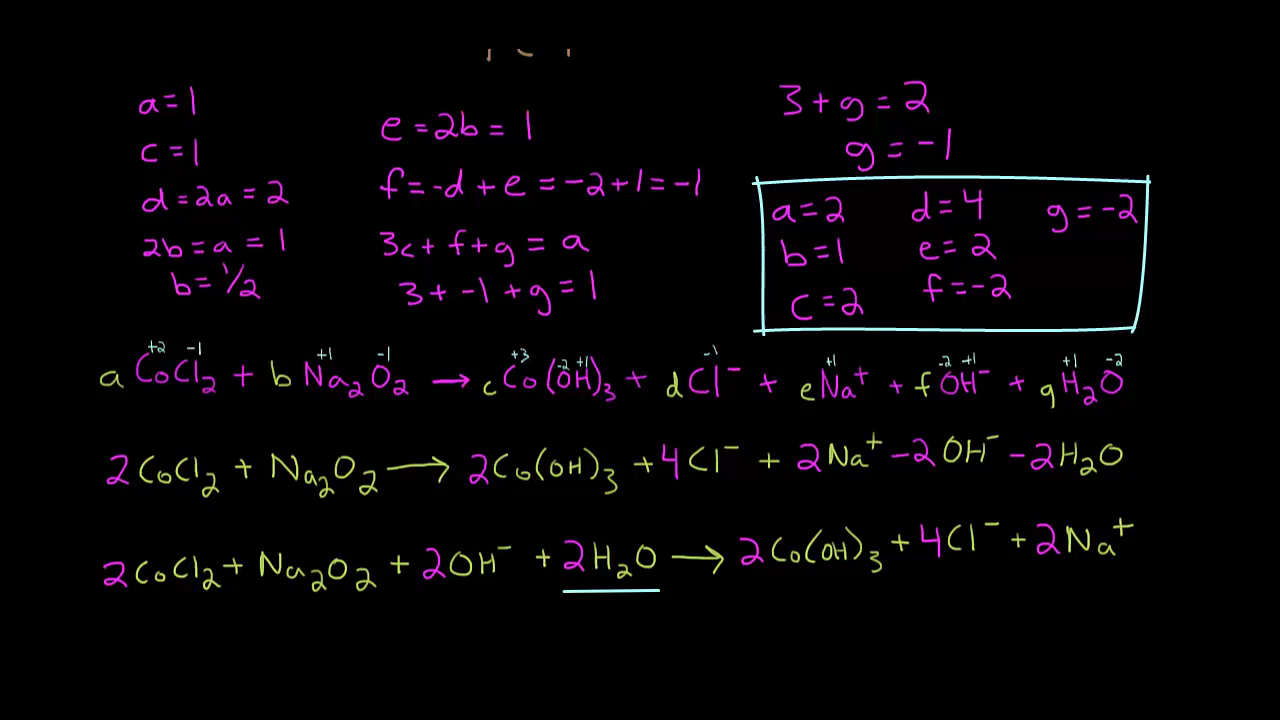 a = 1
c = 1
d = 2a = 2
2b = a = 1
b = 1/2
e = 2b = 1
f = -d + e = -2 + 1 = -1
3c + f + g = a
3 + -1 + g = 1
3 + g = 2
g = -1
a = 2 d = 4 g = -2
b = 1 e = 2
c = 2 f = -2
+2 -1 +1 -1 +3 -2 +1 -1 +1 -2 +1 +1 -2
a CoCl₂ + b Na₂O₂ → c Co(OH)₃ + d Cl⁻ + e Na⁺ + f OH⁻ + g H₂O
2CoCl₂ + Na₂O₂ → 2Co(OH)₃ + 4Cl⁻ + 2Na⁺ - 2OH⁻ - 2H₂O
2CoCl₂ + Na₂O₂ + 2OH⁻ + 2H₂O → 2Co(OH)₃ + 4Cl⁻ + 2Na⁺